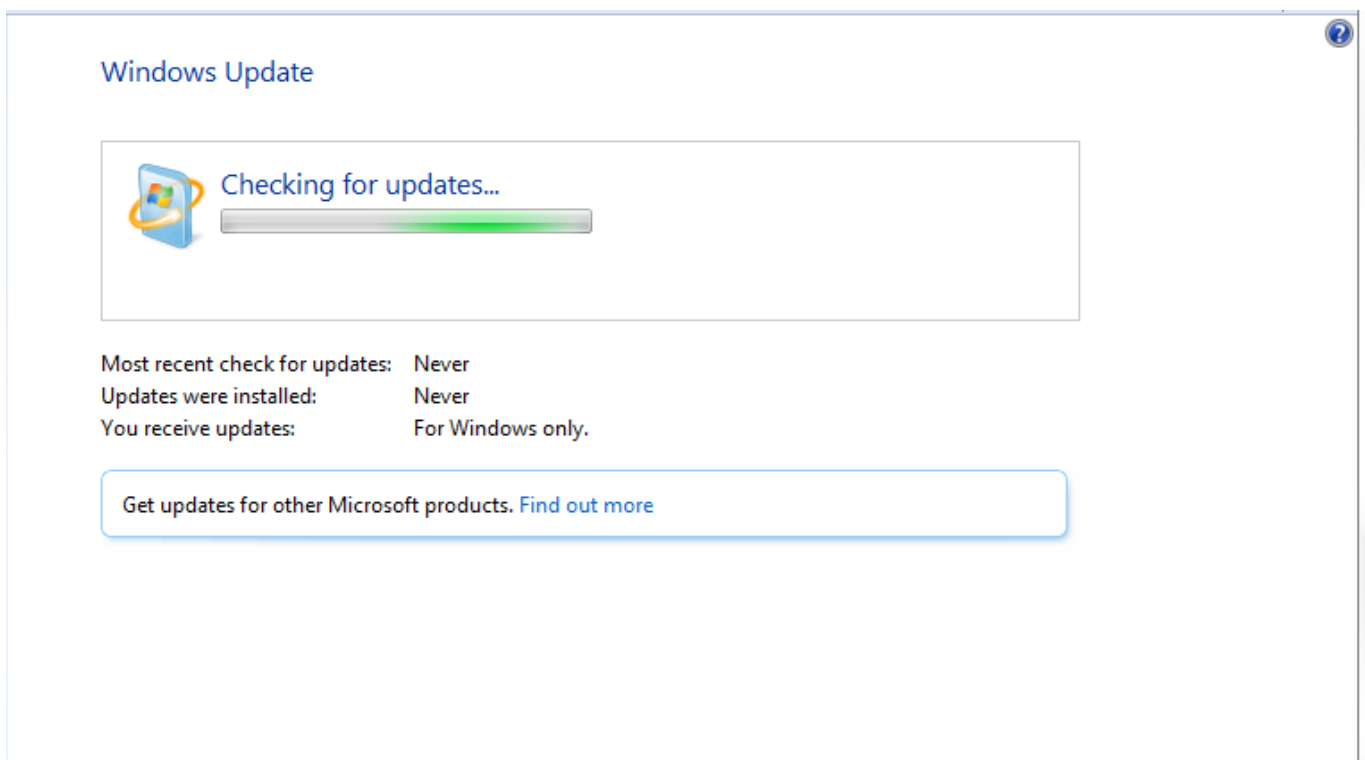 Windows Update
Checking for updates...
Most recent check for updates: Never
Updates were installed: Never
You receive updates: For Windows only.
Get updates for other Microsoft products. Find out more